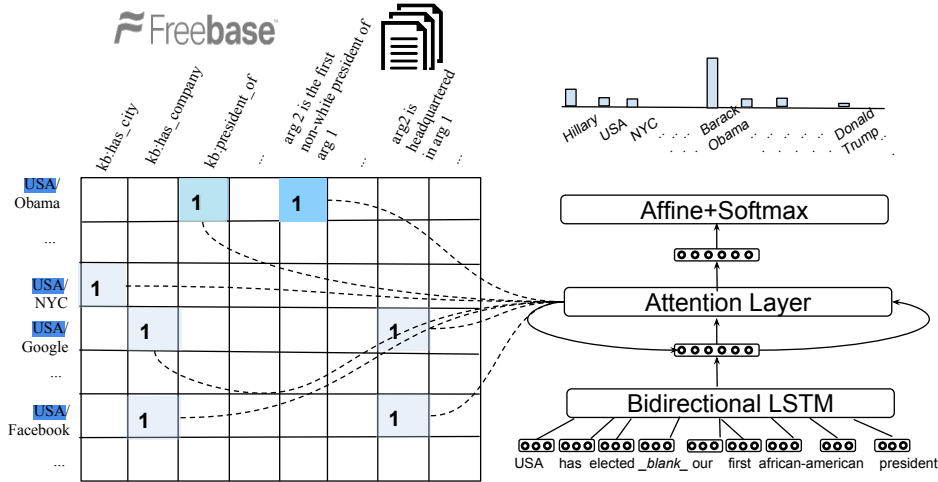 Freebase™
kb:has_city
kb:has_company
kb:president_of
...
arg 2 is the first
non-white president of
arg 1
...
arg2 is
headquartered
in arg 1
...
USA/
Obama
1
1
...
USA/
NYC
1
USA/
Google
1
1
...
USA/
Facebook
1
1
...
Hillary
USA
NYC
Barack
Obama
Donald
Trump
Affine+Softmax
Attention Layer
Bidirectional LSTM
USA has elected _blank_ our first african-american president